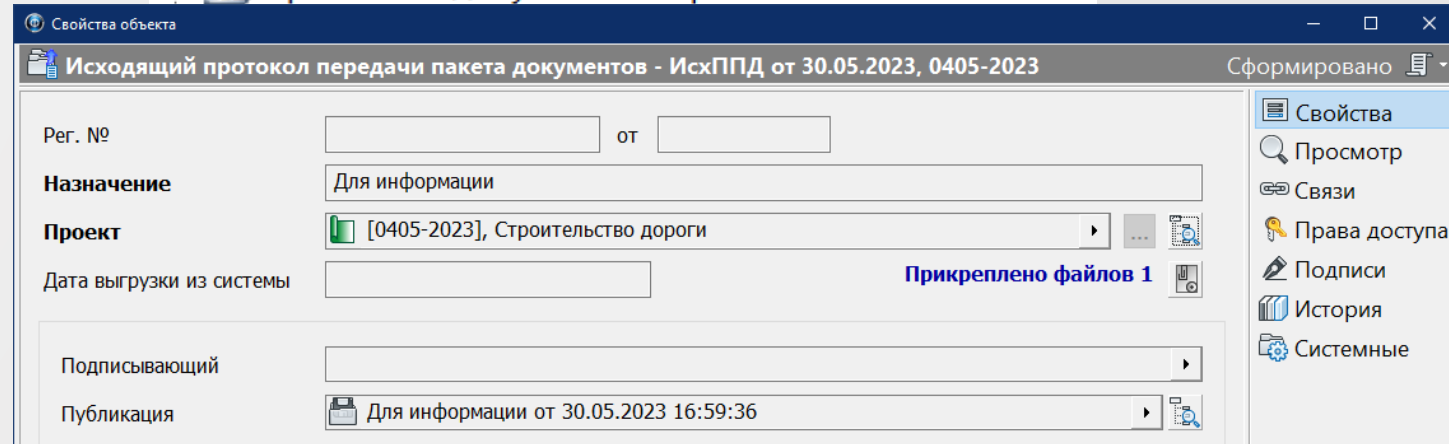 Свойства объекта
Исходящий протокол передачи пакета документов - ИсхППД от 30.05.2023, 0405-2023
Сформировано
Рег. №
от
Назначение
Для информации
Проект
[0405-2023], Строительство дороги
...
Дата выгрузки из системы
Прикреплено файлов 1
Подписывающий
Публикация
Для информации от 30.05.2023 16:59:36
Свойства
Просмотр
Связи
Права доступа
Подписи
История
Системные